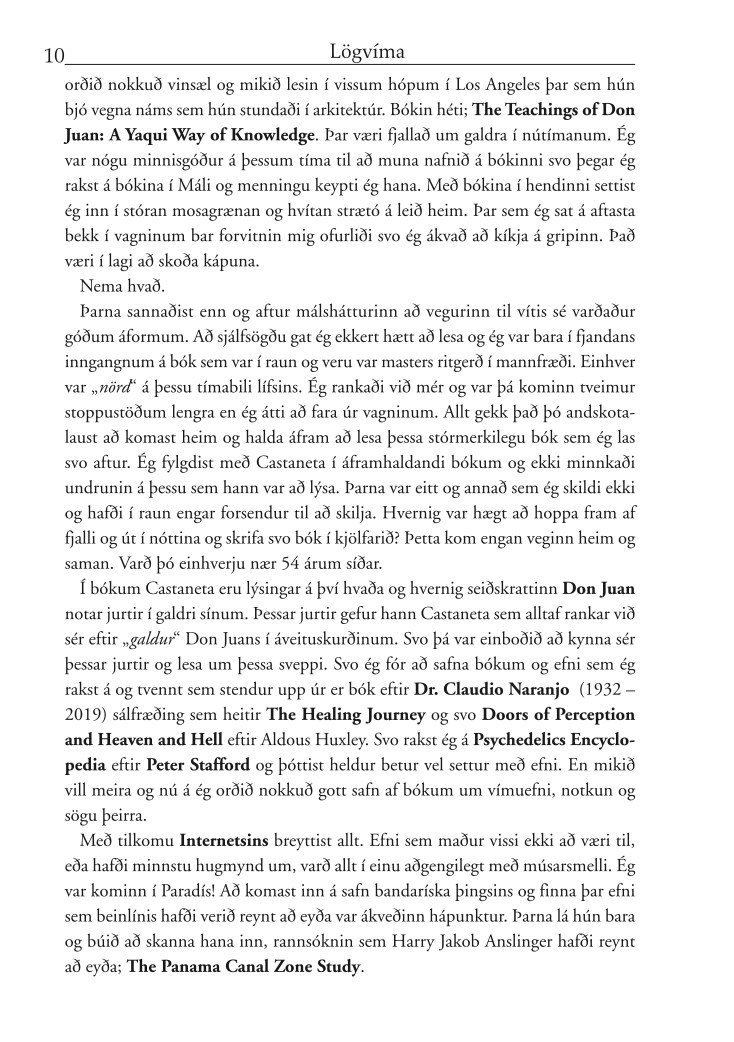 10
Lögvíma
orðið nokkuð vinsæl og mikið lesin í vissum hópum í Los Angeles þar sem hún
bjó vegna náms sem hún stundaði í arkitektúr. Bókin héti; The Teachings of Don
Juan: A Yaqui Way of Knowledge. Þar væri fjallað um galdra í nútímanum. Ég
var nógu minnisgóður á þessum tíma til að muna nafnið á bókinni svo þegar ég
rakst á bókina í Máli og menningu keypti ég hana. Með bókina í hendinni settist
ég inn í stóran mosagrænan og hvítan strætó á leið heim. Þar sem ég sat á aftasta
bekk í vagninum bar forvitnin mig ofurliði svo ég ákvað að kíkja á gripinn. Það
væri í lagi að skoða kápuna.
Nema hvað.
Þarna sannaðist enn og aftur málshátturinn að vegurinn til vítis sé varðaður
góðum áformum. Að sjálfsögðu gat ég ekkert hætt að lesa og ég var bara í fjandans
inngangnum á bók sem var í raun og veru var masters ritgerð í mannfræði. Einhver
var „nörd“ á þessu tímabili lífsins. Ég rankaði við mér og var þá kominn tveimur
stoppustöðum lengra en ég átti að fara úr vagninum. Allt gekk það þó andskota-
laust að komast heim og halda áfram að lesa þessa stórmerkilegu bók sem ég las
svo aftur. Ég fylgdist með Castaneta í áframhaldandi bókum og ekki minnkaði
undrunin á þessu sem hann var að lýsa. Þarna var eitt og annað sem ég skildi ekki
og hafði í raun engar forsendur til að skilja. Hvernig var hægt að hoppa fram af
fjalli og út í nóttina og skrifa svo bók í kjölfarið? Þetta kom engan veginn heim og
saman. Varð þó einhverju nær 54 árum síðar.
Í bókum Castaneta eru lýsingar á því hvaða og hvernig seiðskrattinn Don Juan
notar jurtir í galdri sínum. Þessar jurtir gefur hann Castaneta sem alltaf rankar við
sér eftir „galdur“ Don Juans í áveituskurðinum. Svo þá var einboðið að kynna sér
þessar jurtir og lesa um þessa sveppi. Svo ég fór að safna bókum og efni sem ég
rakst á og tvennt sem stendur upp úr er bók eftir Dr. Claudio Naranjo (1932 –
2019) sálfræðing sem heitir The Healing Journey og svo Doors of Perception
and Heaven and Hell eftir Aldous Huxley. Svo rakst ég á Psychedelics Encyclo-
pedia eftir Peter Stafford og þóttist heldur betur vel settur með efni. En mikið
vill meira og nú á ég orðið nokkuð gott safn af bókum um vímuefni, notkun og
sögu þeirra.
Með tilkomu Internetsins breyttist allt. Efni sem maður vissi ekki að væri til,
eða hafði minnstu hugmynd um, varð allt í einu aðgengilegt með músarsmelli. Ég
var kominn í Paradís! Að komast inn á safn bandaríska þingsins og finna þar efni
sem beinlínis hafði verið reynt að eyða var ákveðinn hápunktur. Þarna lá hún bara
og búið að skanna hana inn, rannsóknin sem Harry Jakob Anslinger hafði reynt
að eyða; The Panama Canal Zone Study.